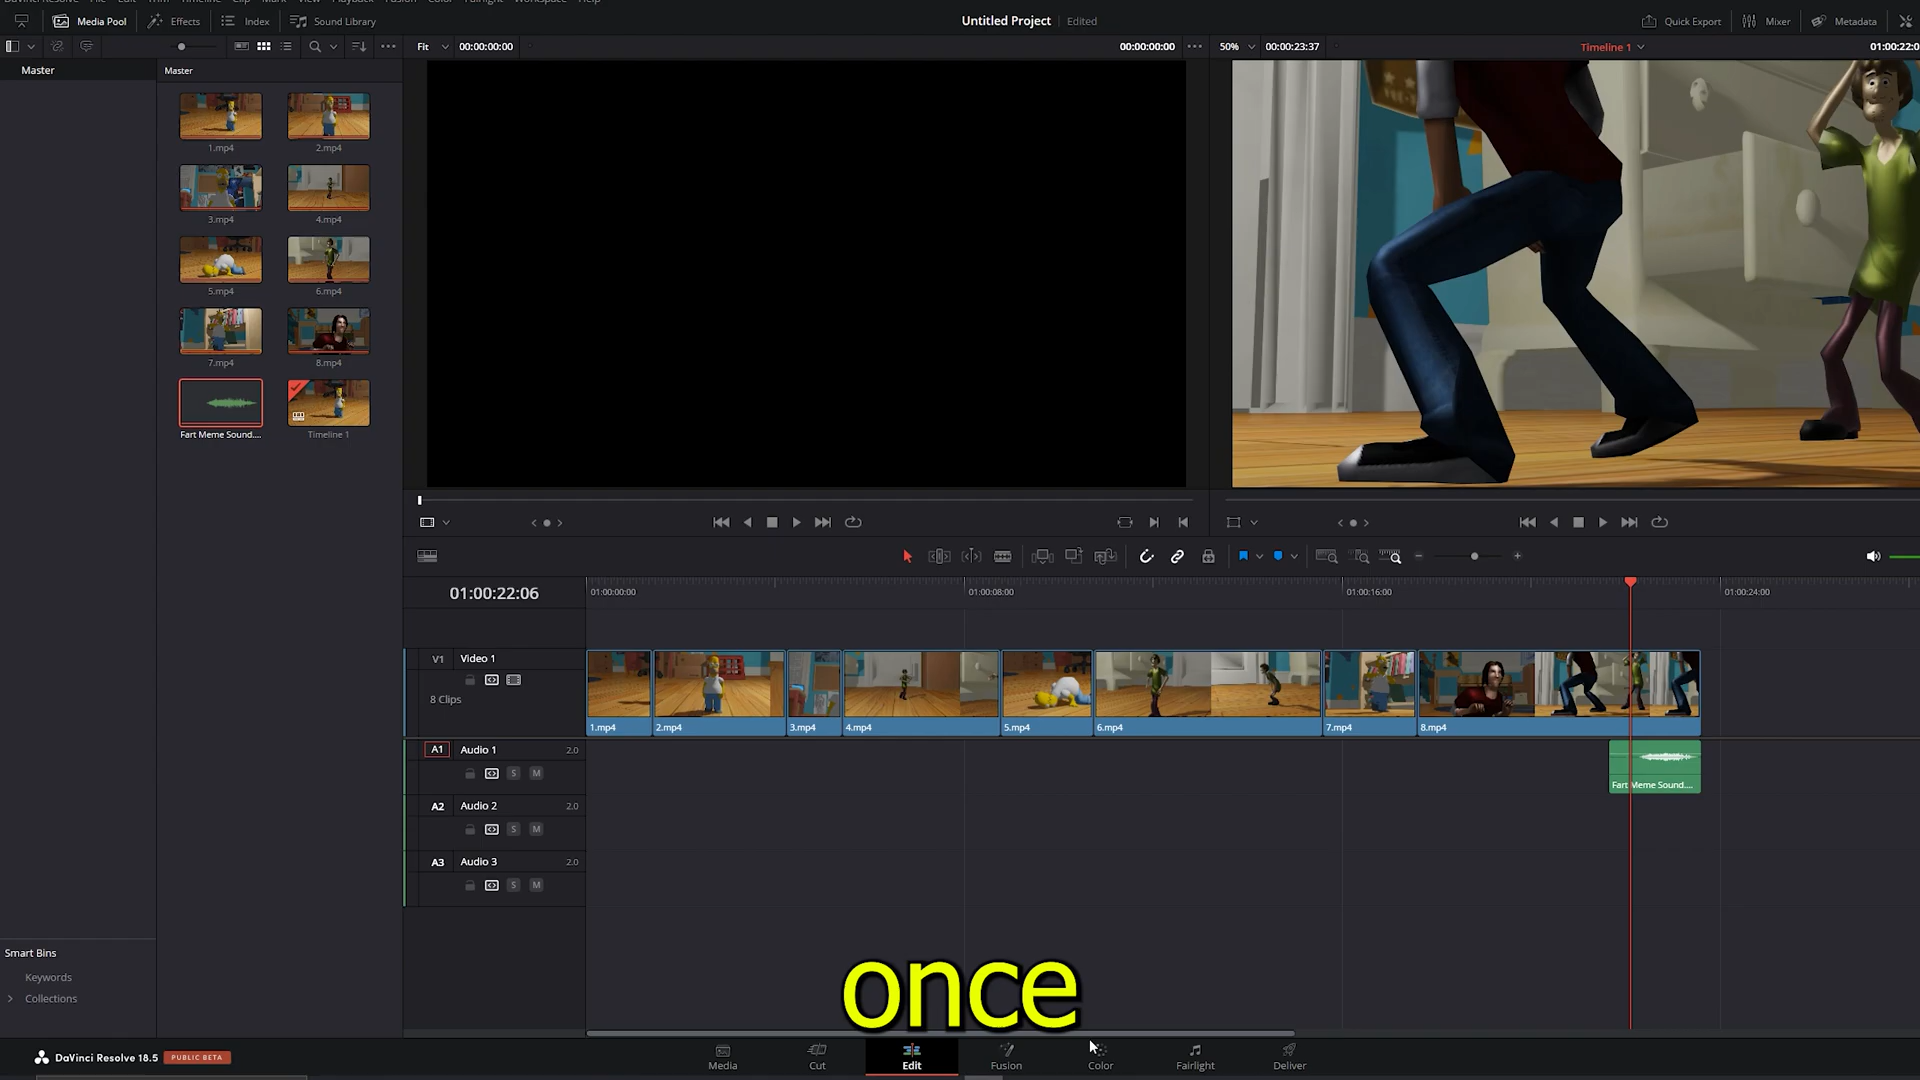 Media Pool Effects Index Sound Library Untitled Project Edited Quick Export Mixer Metadata
Fit 00:00:00:00 00:00:00:00 50% 00:00:23:37 Timeline 1 01:00:22:0
Master Master
1.mp4 2.mp4
3.mp4 4.mp4
5.mp4 6.mp4
7.mp4 8.mp4
Fart Meme Sound.... Timeline 1
01:00:22:06 01:00:00:00 01:00:08:00 01:00:16:00 01:00:24:00
V1 Video 1
8 Clips
1.mp4 2.mp4 3.mp4 4.mp4 5.mp4 6.mp4 7.mp4 8.mp4
A1 Audio 1 2.0
S M
Fart Meme Sound....
A2 Audio 2 2.0
S M
A3 Audio 3 2.0
S M
Smart Bins
Keywords
Collections
once
DaVinci Resolve 18.5 PUBLIC BETA
Media Cut Edit Fusion Color Fairlight Deliver